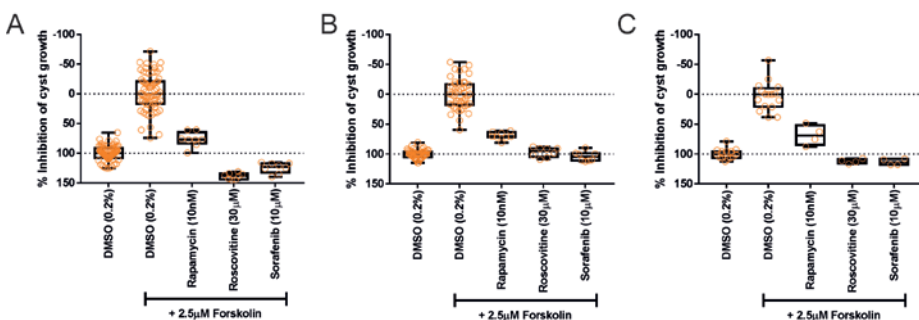 A
% Inhibition of cyst growth
-100
-50
0
50
100
150
DMSO (0.2%)
DMSO (0.2%)
Rapamycin (10nM)
Roscovitine (30µM)
Sorafenib (10µM)
+ 2.5µM Forskolin
B
% Inhibition of cyst growth
-100
-50
0
50
100
150
DMSO (0.2%)
DMSO (0.2%)
Rapamycin (10nM)
Roscovitine (30µM)
Sorafenib (10µM)
+ 2.5µM Forskolin
C
% Inhibition of cyst growth
-100
-50
0
50
100
150
DMSO (0.2%)
DMSO (0.2%)
Rapamycin (10nM)
Roscovitine (30µM)
Sorafenib (10µM)
+ 2.5µM Forskolin